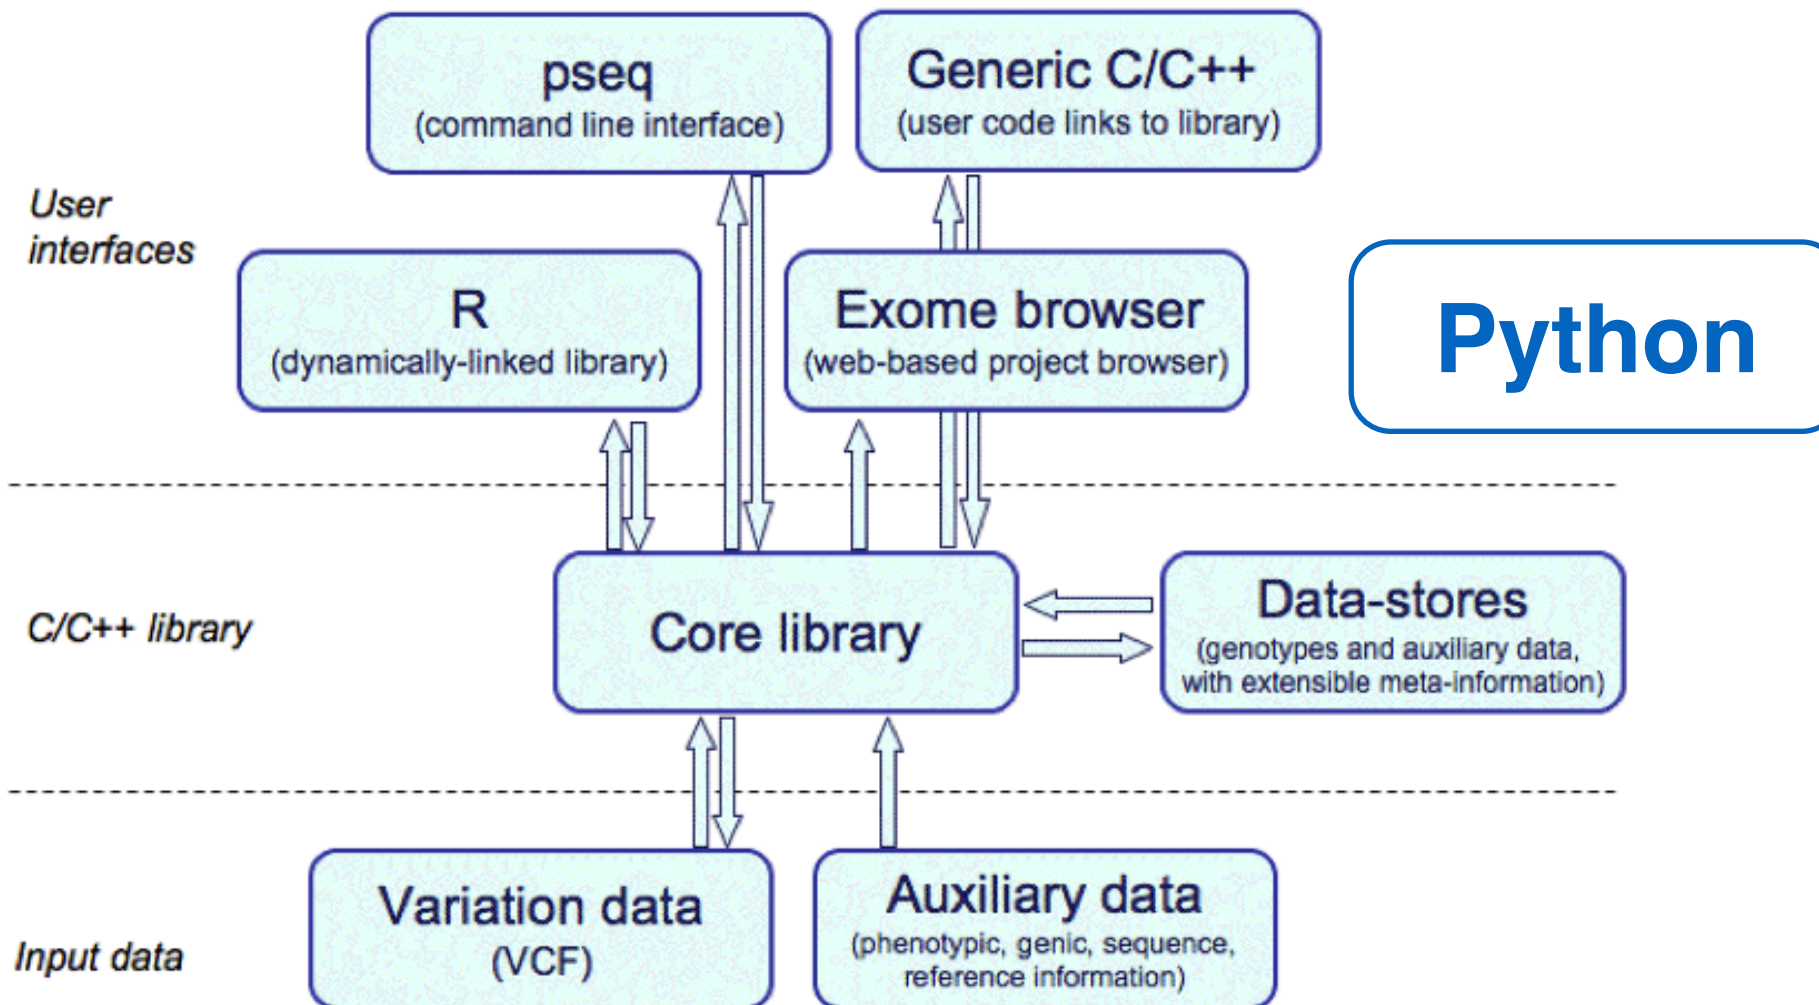 pseq
(command line interface)
Generic C/C++
(user code links to library)
User
interfaces
R
(dynamically-linked library)
Exome browser
(web-based project browser)
Python
C/C++ library
Core library
Data-stores
(genotypes and auxiliary data,
with extensible meta-information)
Input data
Variation data
(VCF)
Auxiliary data
(phenotypic, genic, sequence,
reference information)